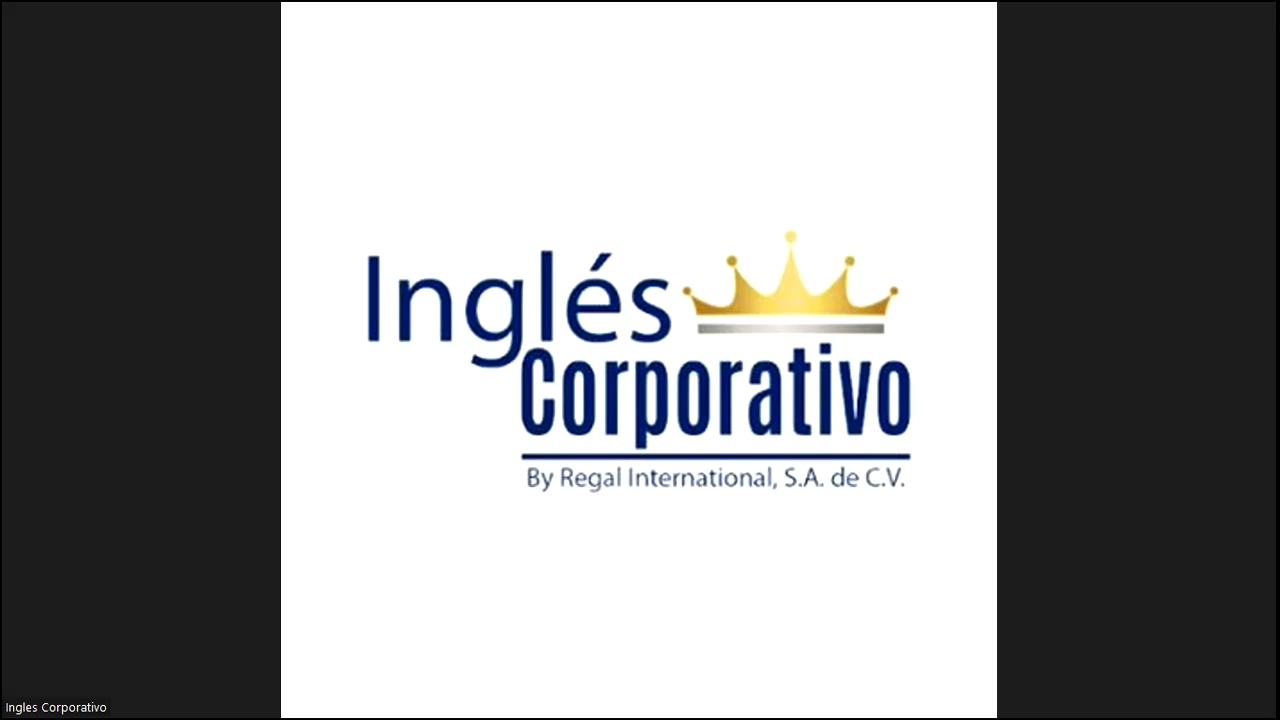 Inglés
Corporativo
By Regal International, S.A. de C.V.
Ingles Corporativo